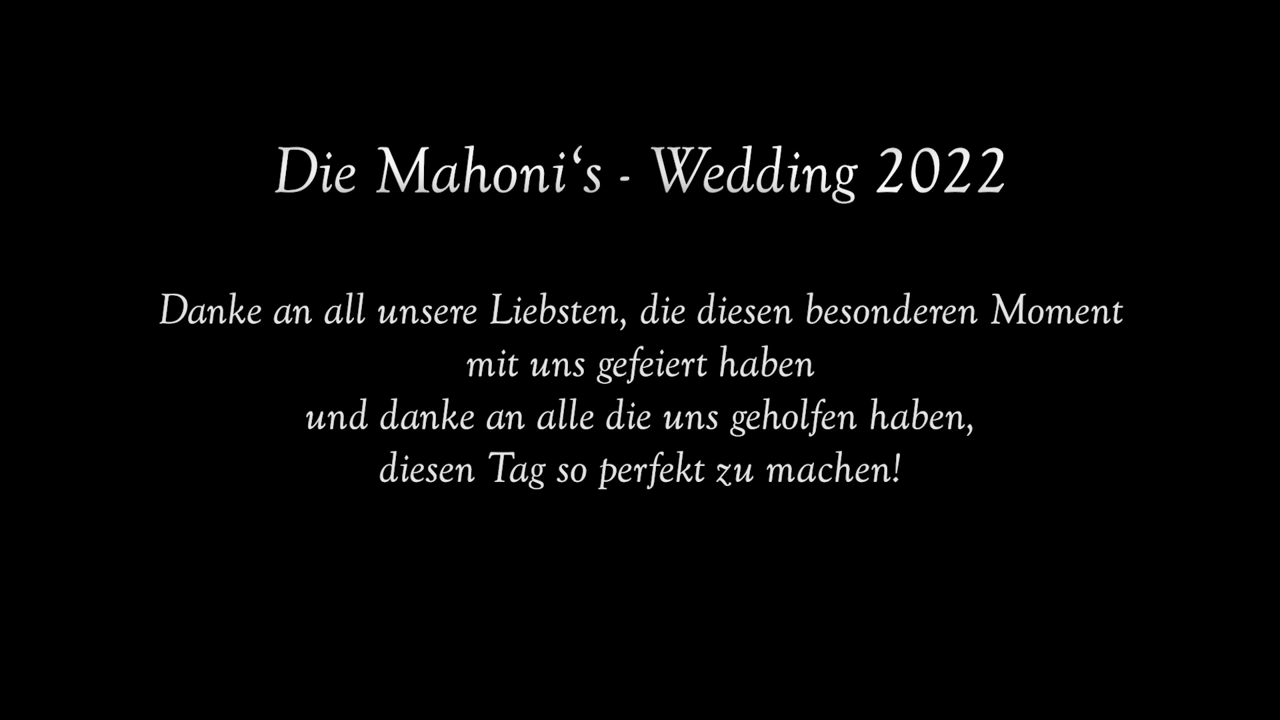 Die Mahoni‘s - Wedding 2022
Danke an all unsere Liebsten, die diesen besonderen Moment
mit uns gefeiert haben
und danke an alle die uns geholfen haben,
diesen Tag so perfekt zu machen!